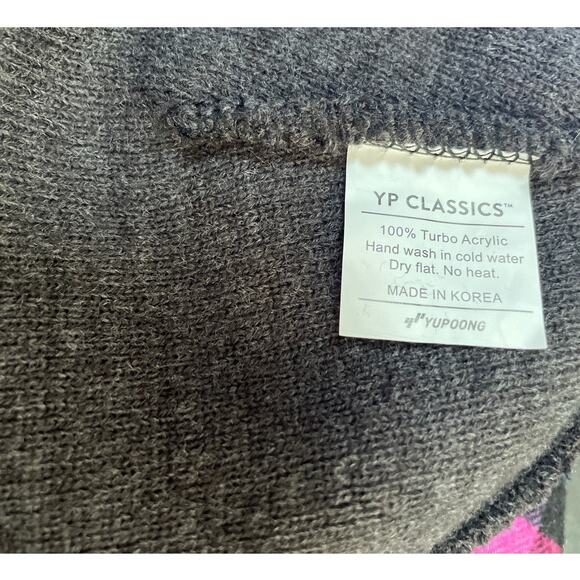 YP CLASSICS™
100% Turbo Acrylic
Hand wash in cold water
Dry flat. No heat.
MADE IN KOREA
YUPOONG